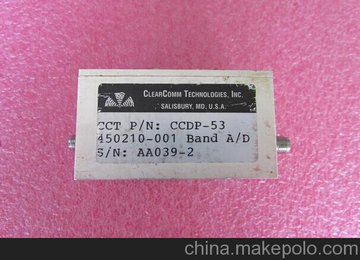 CLEARCOMM TECHNOLOGIES, INC.
SALISBURY, MD, U.S.A.
CCT P/N: CCDP-53
450210-001 Band A/D
S/N: AA039-2
china.makepolo.com